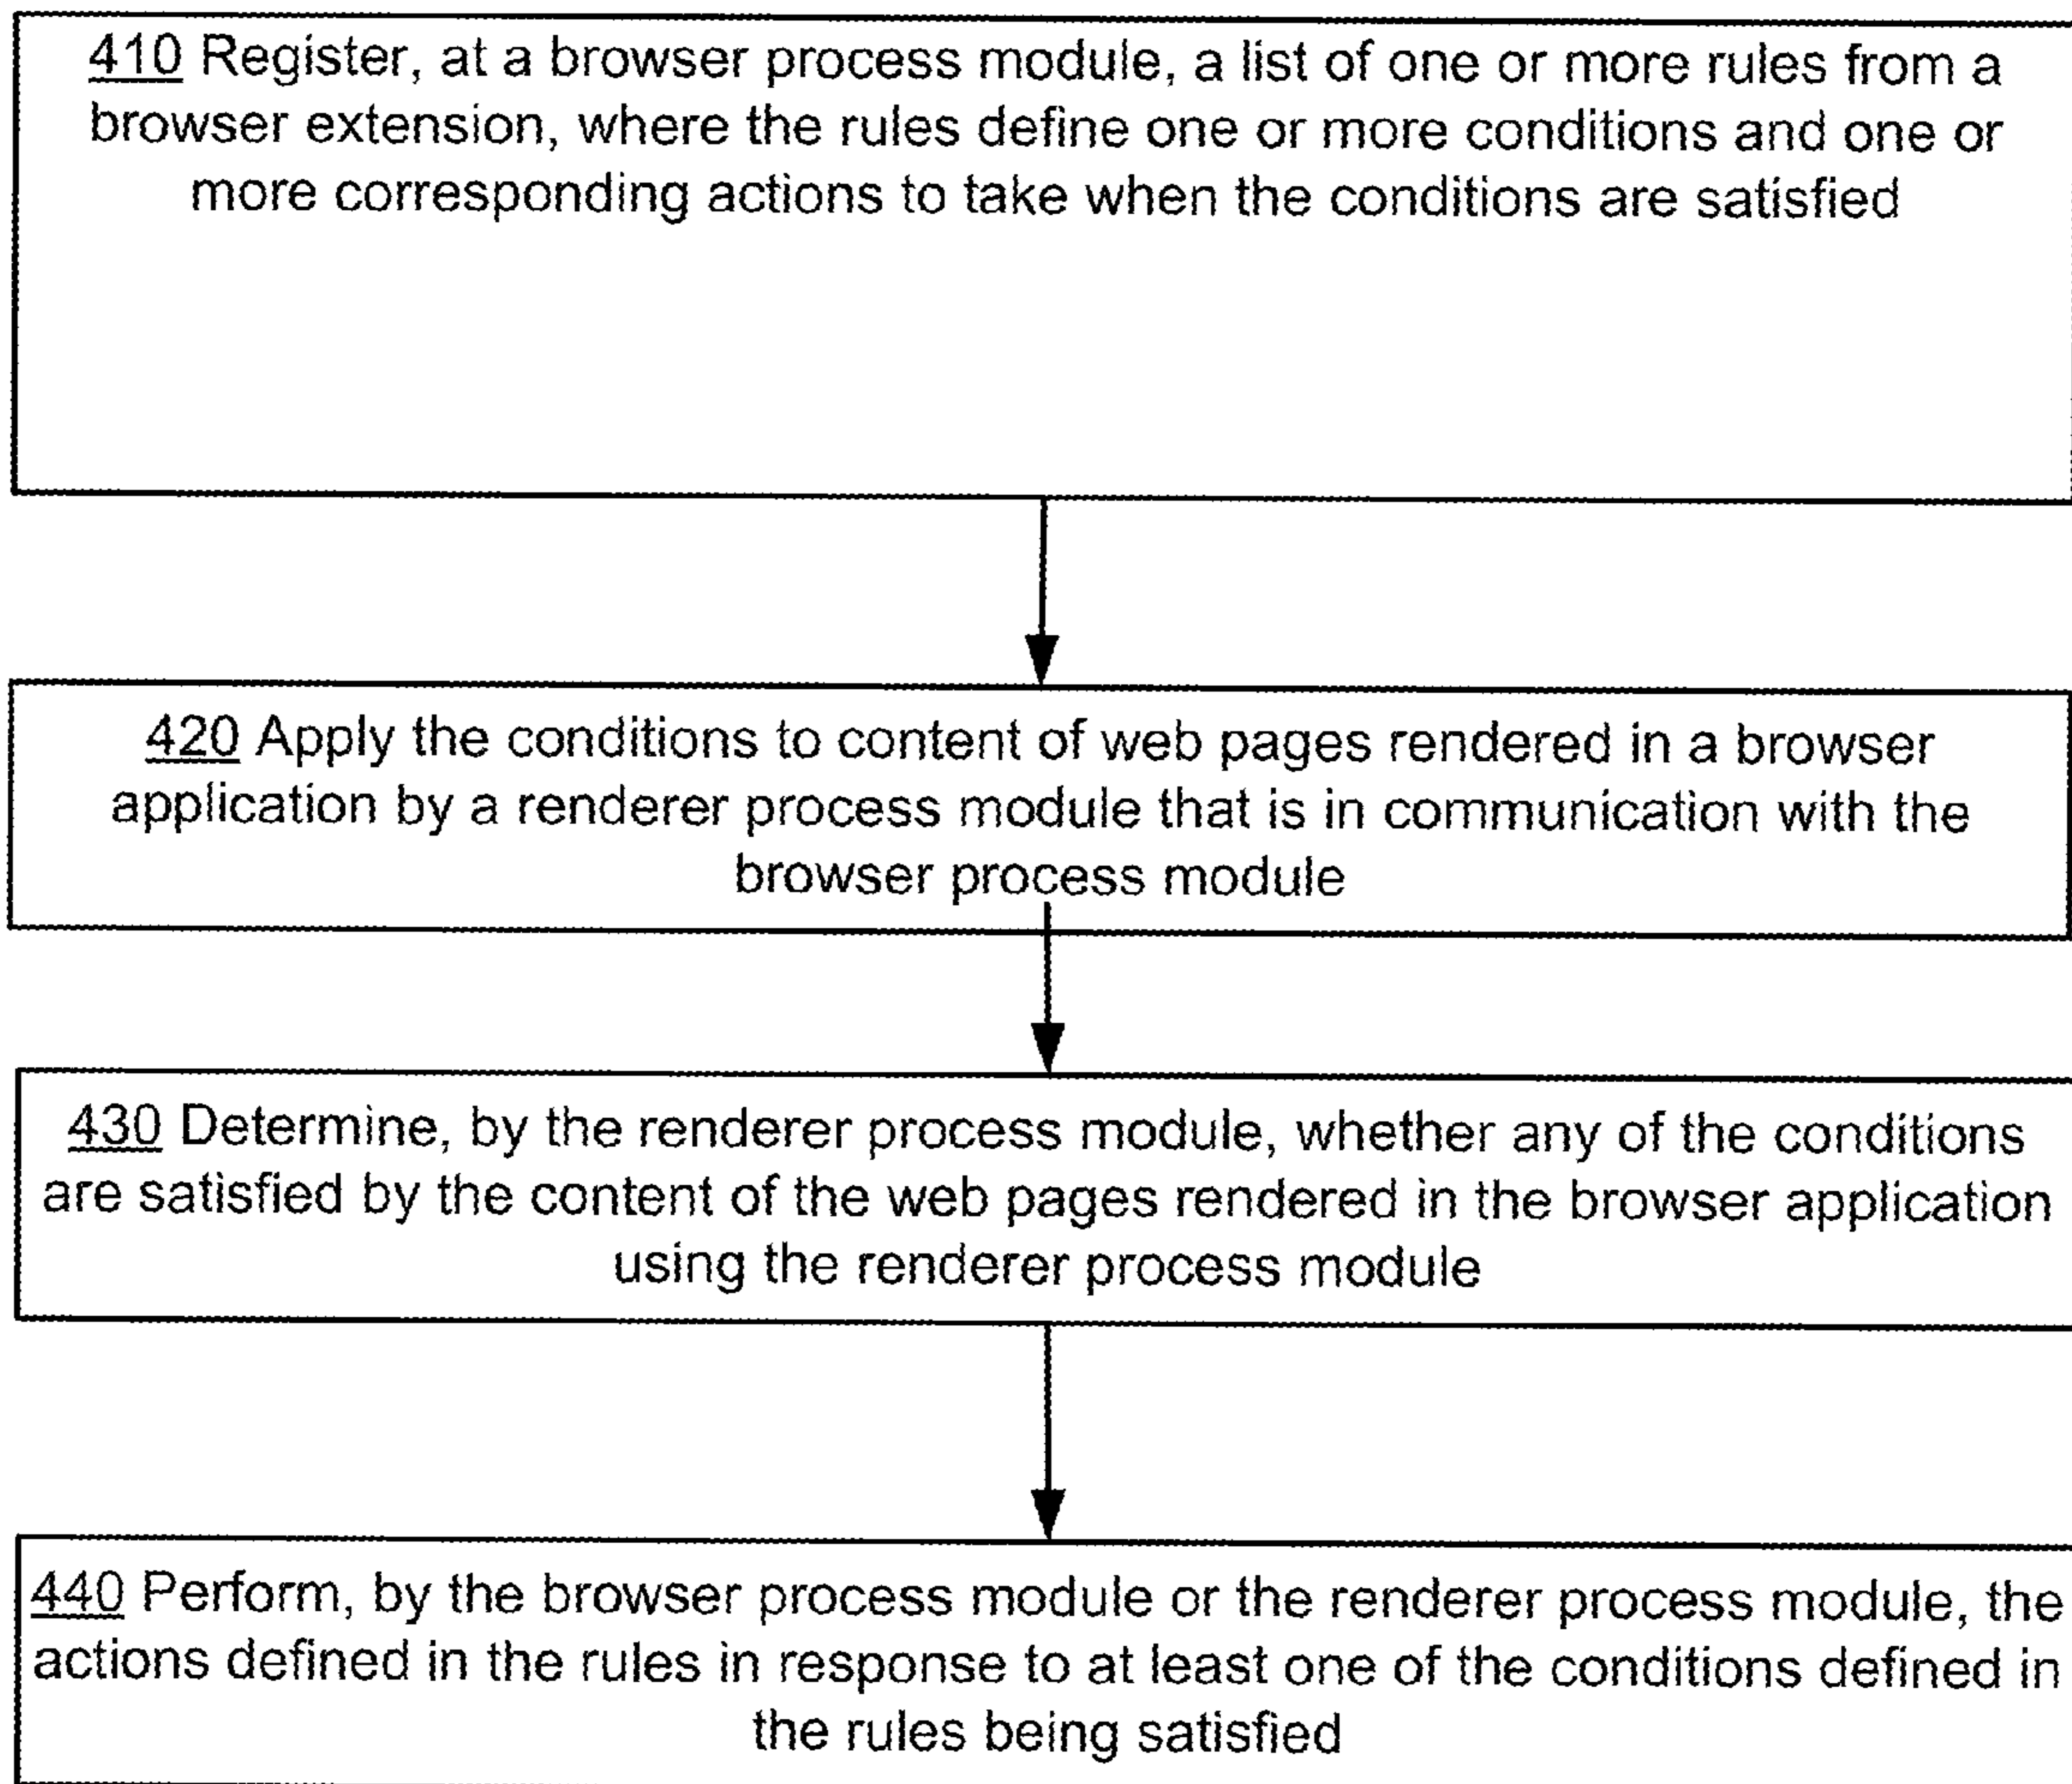 410 Register, at a browser process module, a list of one or more rules from a
browser extension, where the rules define one or more conditions and one or
more corresponding actions to take when the conditions are satisfied
420 Apply the conditions to content of web pages rendered in a browser
application by a renderer process module that is in communication with the
browser process module
430 Determine, by the renderer process module, whether any of the conditions
are satisfied by the content of the web pages rendered in the browser application
using the renderer process module
440 Perform, by the browser process module or the renderer process module, the
actions defined in the rules in response to at least one of the conditions defined in
the rules being satisfied